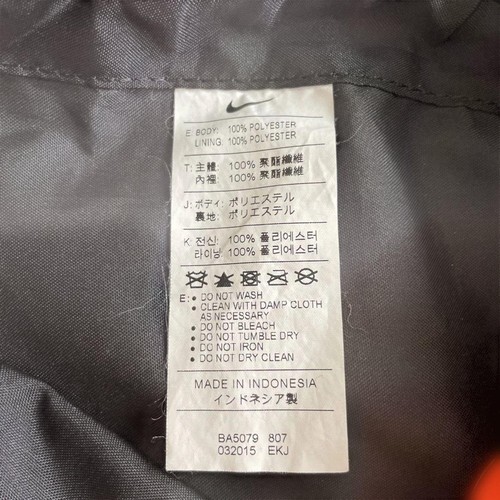 E: BODY: 100% POLYESTER
LINING: 100% POLYESTER
T: 主體: 100% 聚酯纖維
內裡: 100% 聚酯纖維
J: ボディ: ポリエステル
裏地: ポリエステル
K: 전신: 100% 폴리에스터
라이닝 100% 폴리에스터
E: • DO NOT WASH
• CLEAN WITH DAMP CLOTH
AS NECESSARY
• DO NOT BLEACH
• DO NOT TUMBLE DRY
• DO NOT IRON
• DO NOT DRY CLEAN
MADE IN INDONESIA
インドネシア製
BA5079 807
032015 EKJ